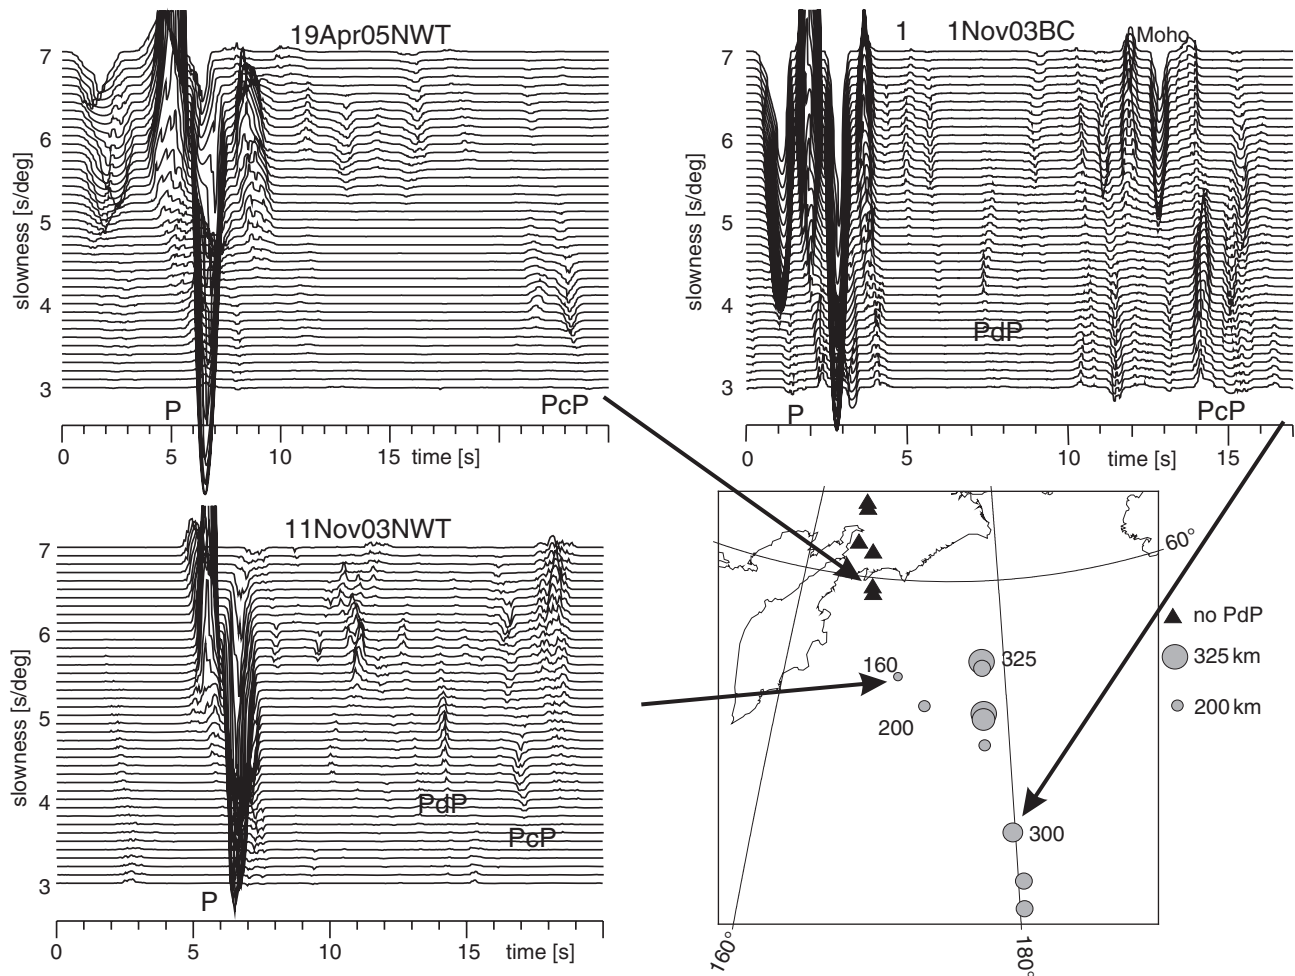 19Apr05NWT
7
6
5
4
3
slowness [s/deg]
P
PcP
0 5 10 15 time [s]
1 1Nov03BC
Moho
7
6
5
4
3
slowness [s/deg]
PdP
P
PcP
0 5 10 15
time [s]
11Nov03NWT
7
6
5
4
3
slowness [s/deg]
PdP
PcP
P
0 5 10 15 time [s]
60°
no PdP
325 km
200 km
160
325
200
300
160°
180°